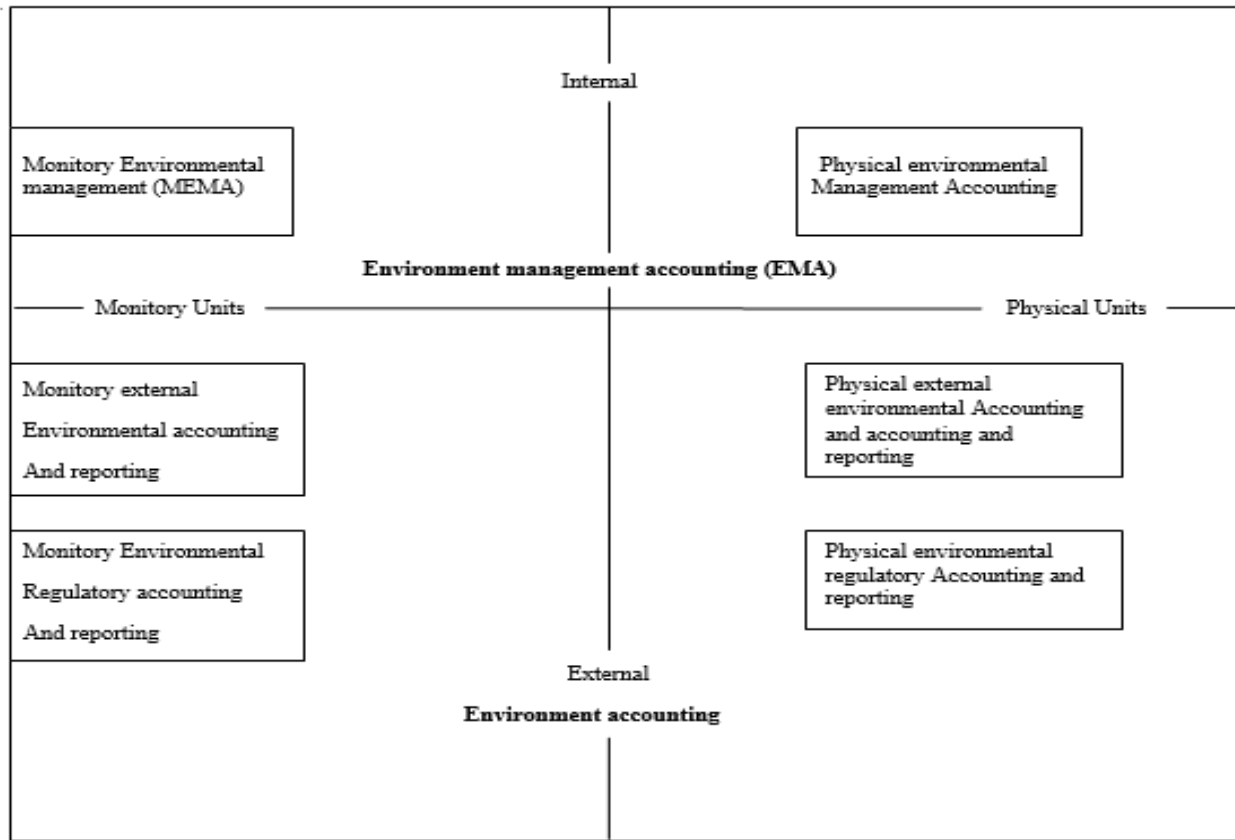 Internal
Monitory Environmental
management (MEMA)
Physical environmental
Management Accounting
Environment management accounting (EMA)
Monitory Units
Physical Units
Monitory external
Environmental accounting
And reporting
Physical external
environmental Accounting
and accounting and
reporting
Monitory Environmental
Regulatory accounting
And reporting
Physical environmental
regulatory Accounting and
reporting
External
Environment accounting